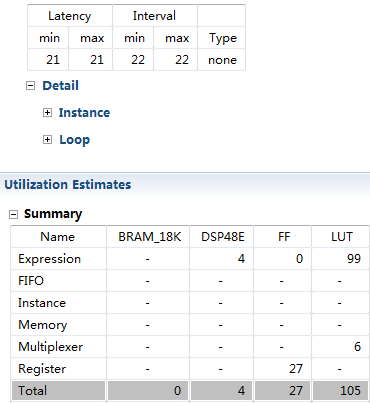 Latency Interval
min max min max Type
21 21 22 22 none
Detail
Instance
Loop
Utilization Estimates
Summary
Name BRAM_18K DSP48E FF LUT
Expression - 4 0 99
FIFO - - - -
Instance - - - -
Memory - - - -
Multiplexer - - - 6
Register - - 27 -
Total 0 4 27 105